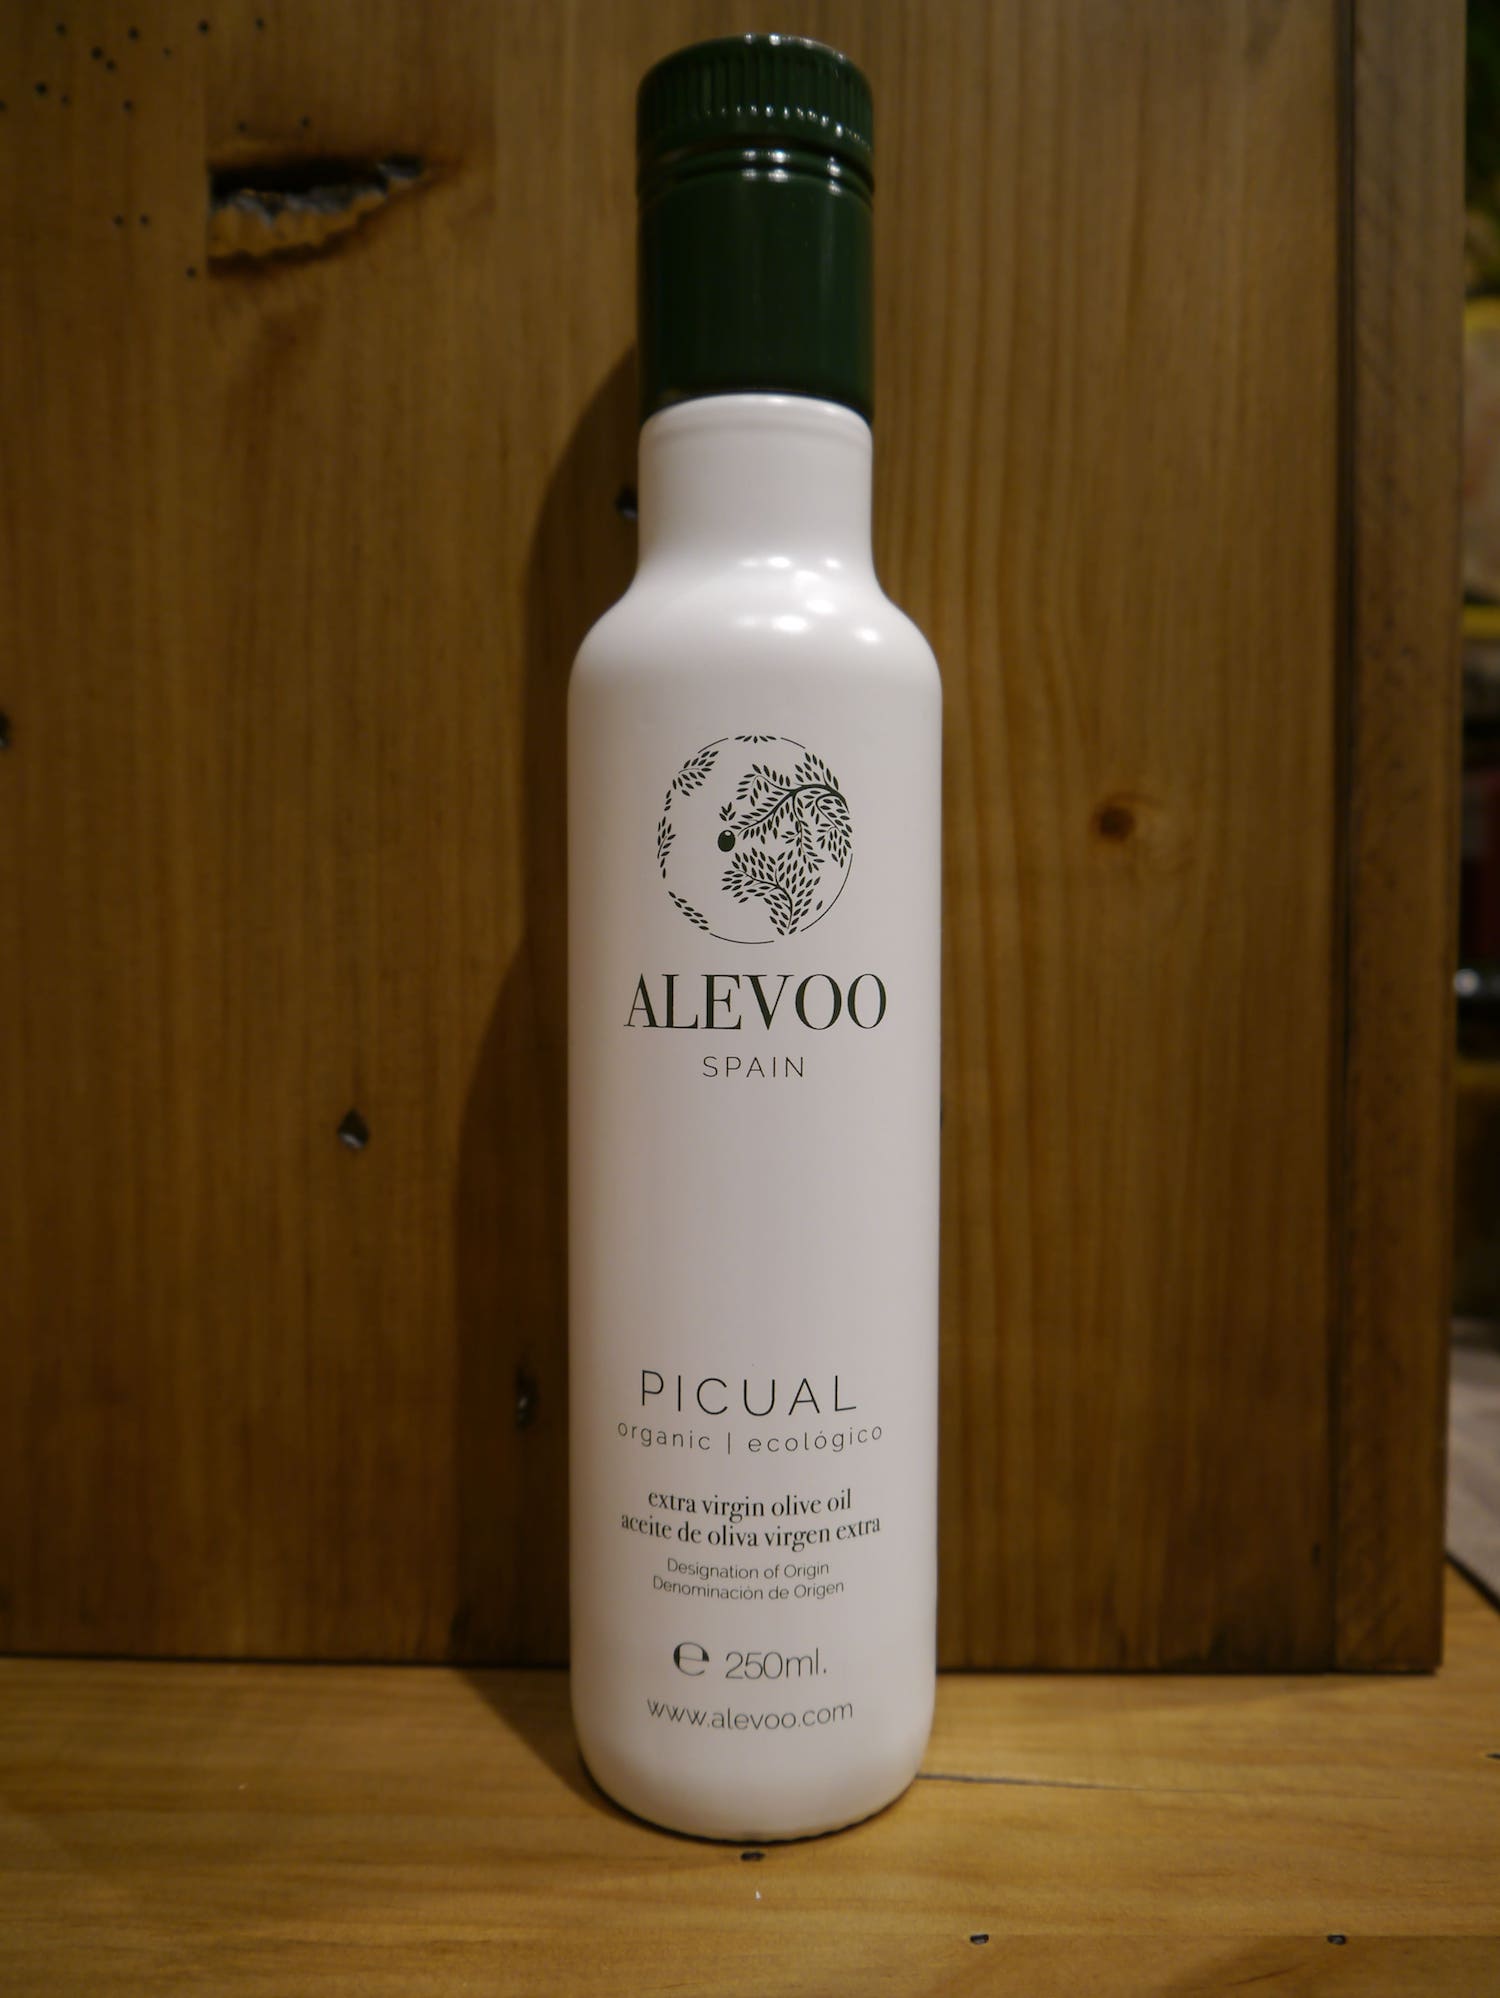 ALEVOO
SPAIN
PICUAL
organic | ecológico
extra virgin olive oil
aceite de oliva virgen extra
Designation of Origin
Denominación de Origen
℮ 250ml.
www.alevoo.com